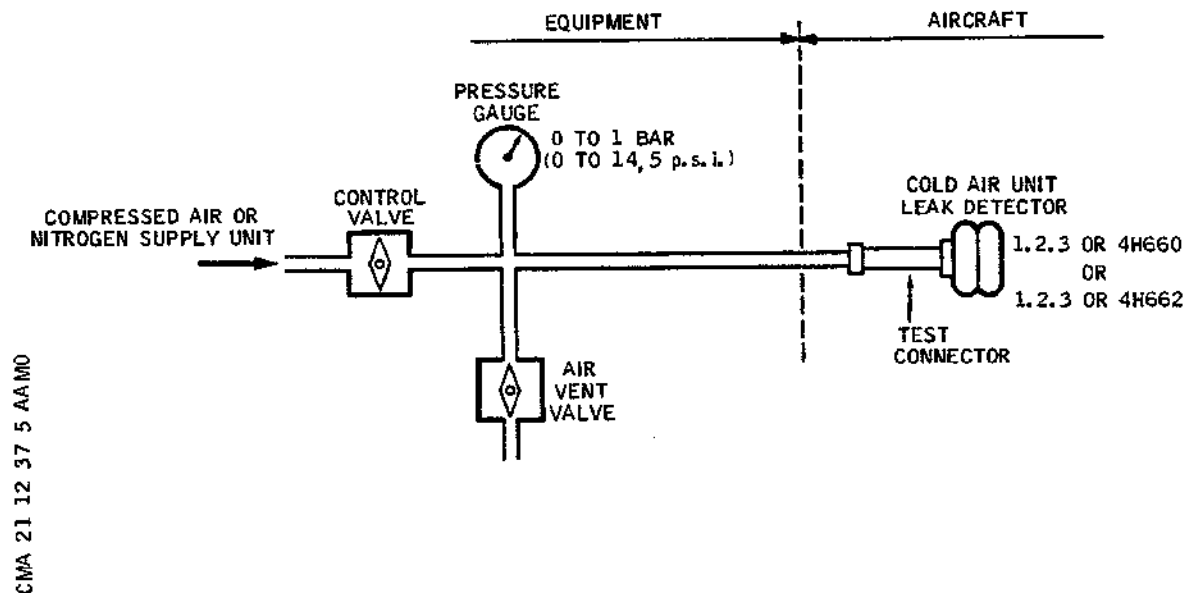 EQUIPMENT
AIRCRAFT
PRESSURE
GAUGE
0 TO 1 BAR
(0 TO 14,5 p.s.i.)
CONTROL
VALVE
COMPRESSED AIR OR
NITROGEN SUPPLY UNIT
COLD AIR UNIT
LEAK DETECTOR
1.2.3 OR 4H660
OR
1.2.3 OR 4H662
TEST
CONNECTOR
AIR
VENT
VALVE
CMA 21 12 37 5 AAM0